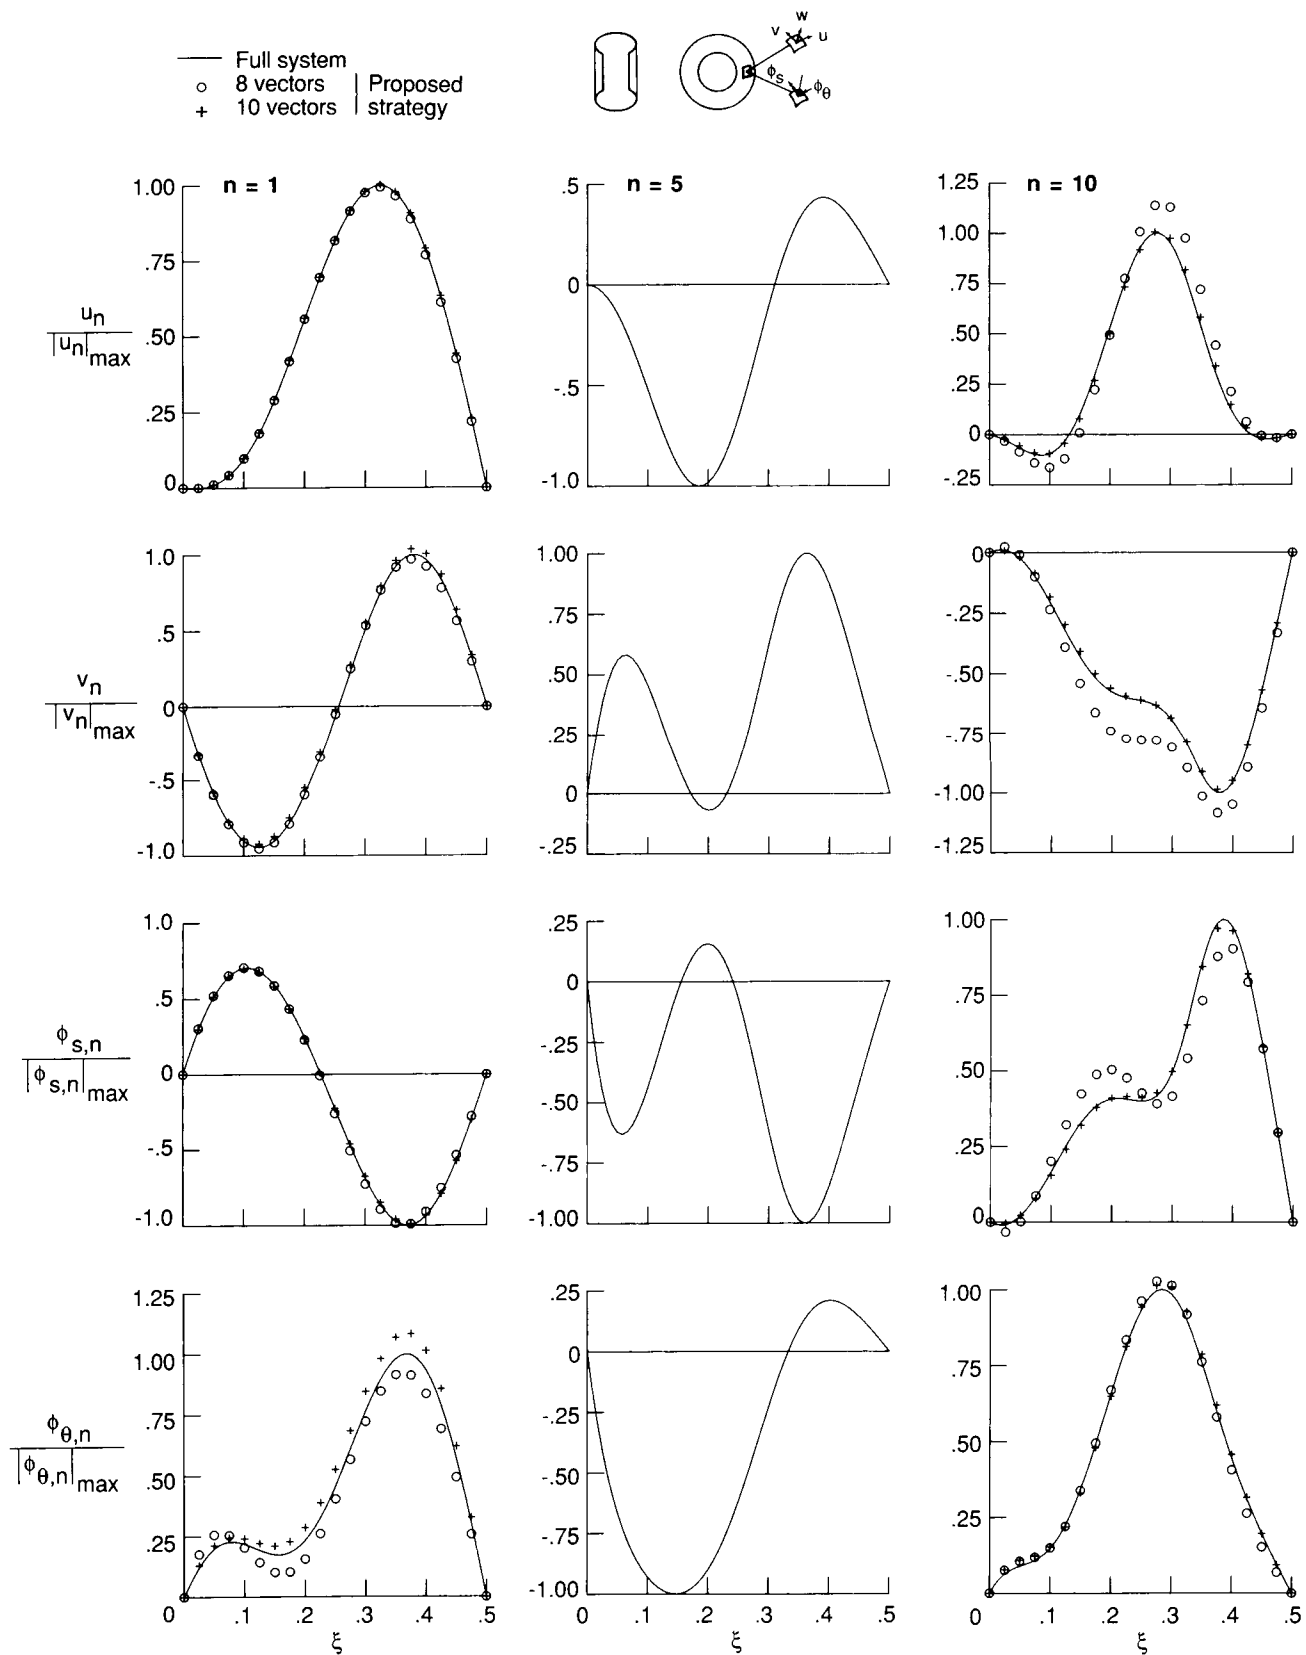 Full system
8 vectors
10 vectors
Proposed
strategy
w
v
u
ϕs
ϕθ
n = 1
n = 5
n = 10
un
|un|max
1.00
.75
.50
.25
0
.5
0
-.5
-1.0
.1 .2 .3 .4 .5
1.25
1.00
.75
.50
.25
0
-.25
vn
|vn|max
1.0
.5
0
-.5
-1.0
1.00
.75
.50
.25
0
-.25
0
-.25
-.50
-.75
-1.00
-1.25
ϕs,n
|ϕs,n|max
1.0
.5
0
-.5
-1.0
.25
0
-.25
-.50
-.75
-1.00
1.00
.75
.50
.25
0
ϕθ,n
|ϕθ,n|max
1.25
1.00
.75
.50
.25
0 .1 .2 .3 .4 .5
ξ
.25
0
-.25
-.50
-.75
-1.00
0 .1 .2 .3 .4 .5
ξ
1.00
.75
.50
.25
0 .1 .2 .3 .4 .5
ξ